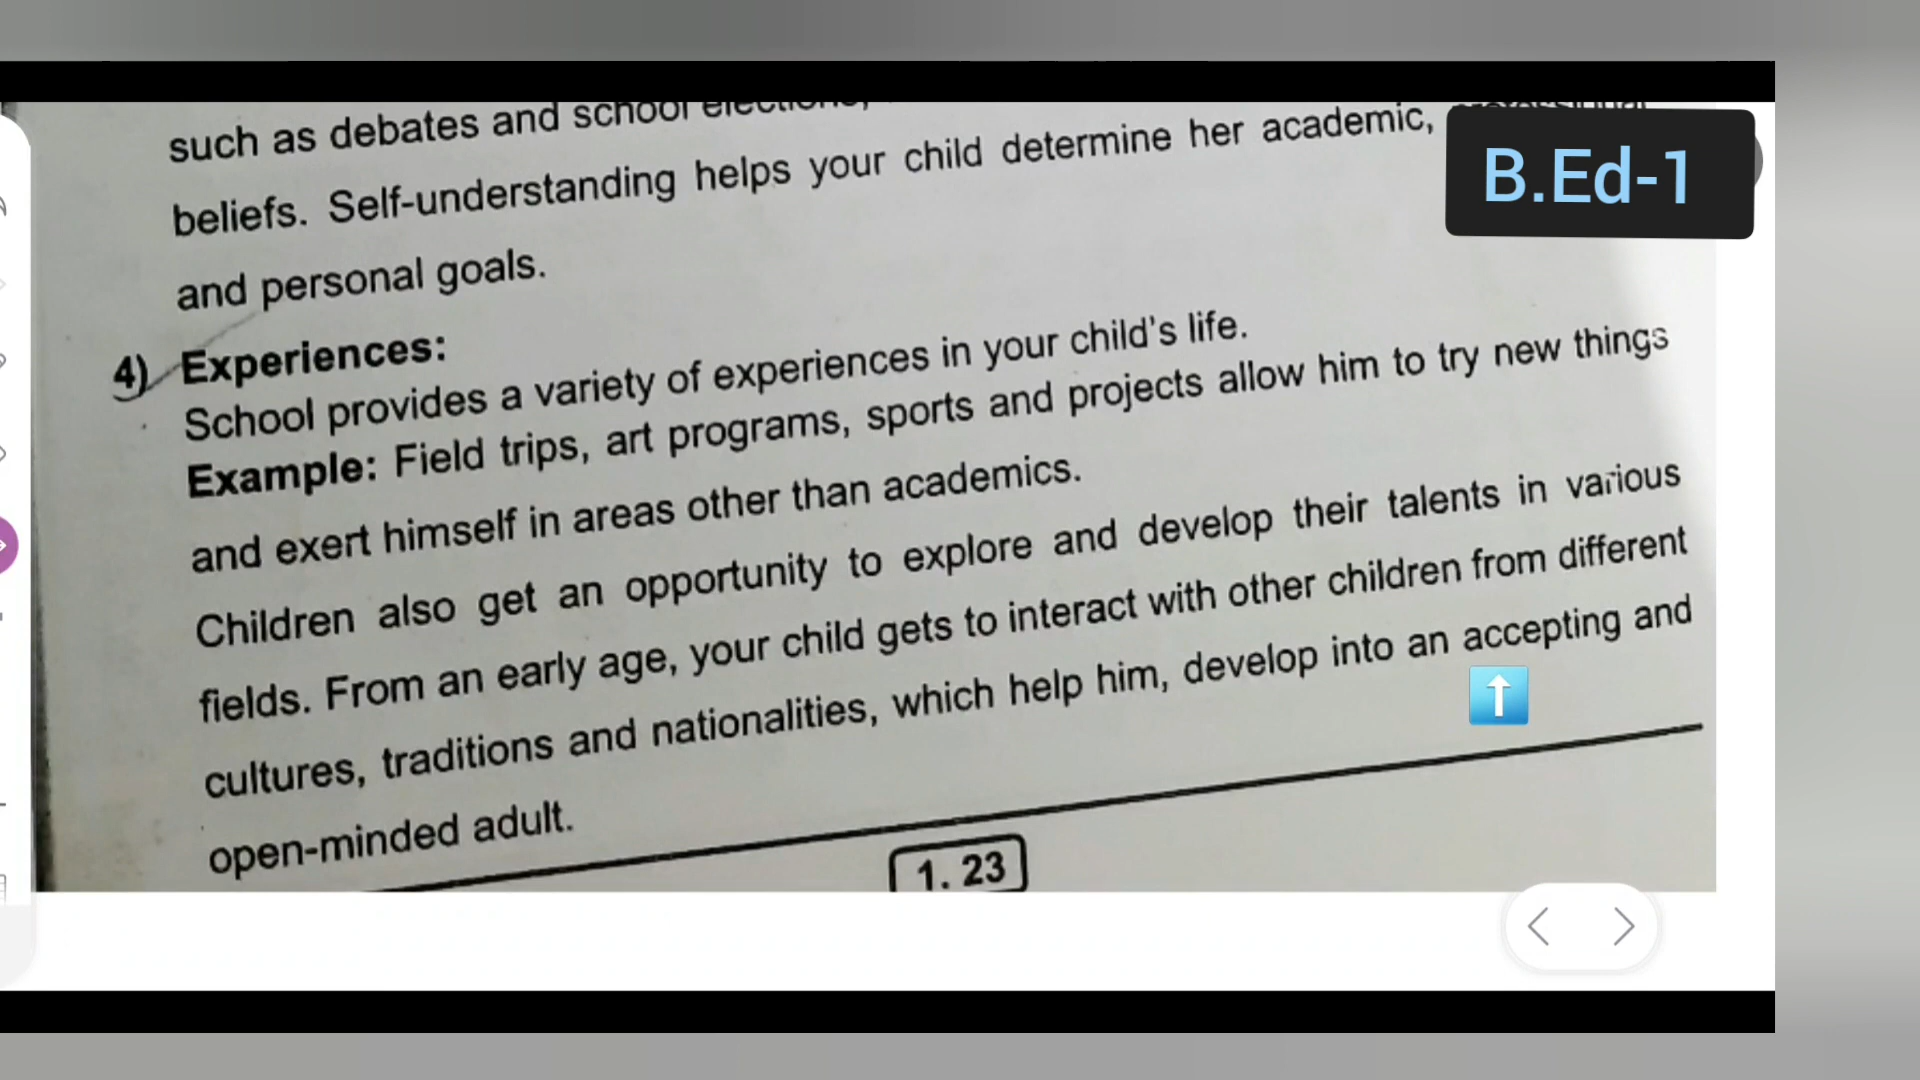 such as debates and school elections,
beliefs. Self-understanding helps your child determine her academic, professional
and personal goals.
B.Ed-1
4) Experiences:
School provides a variety of experiences in your child's life.
Example: Field trips, art programs, sports and projects allow him to try new things
and exert himself in areas other than academics.
Children also get an opportunity to explore and develop their talents in various
fields. From an early age, your child gets to interact with other children from different
cultures, traditions and nationalities, which help him, develop into an accepting and
open-minded adult.
1. 23